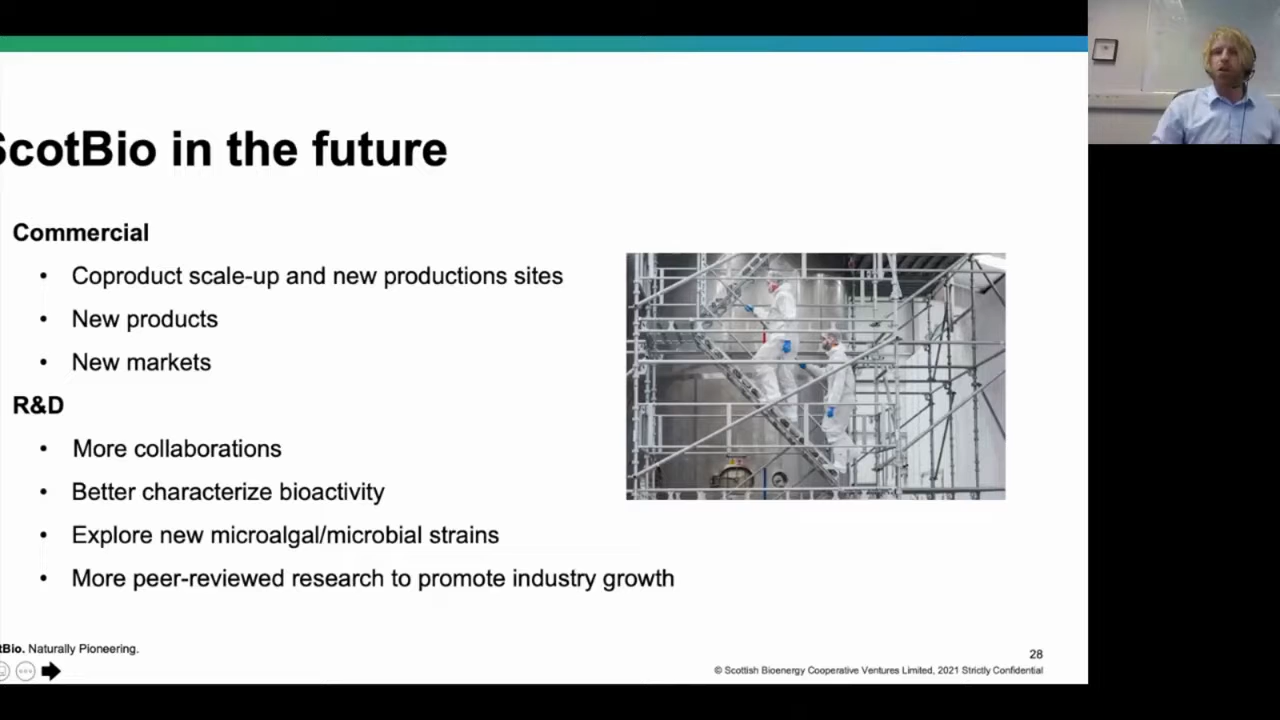 ScotBio in the future
Commercial
• Coproduct scale-up and new productions sites
• New products
• New markets
R&D
• More collaborations
• Better characterize bioactivity
• Explore new microalgal/microbial strains
• More peer-reviewed research to promote industry growth
tBio. Naturally Pioneering.
28
© Scottish Bioenergy Cooperative Ventures Limited, 2021 Strictly Confidential